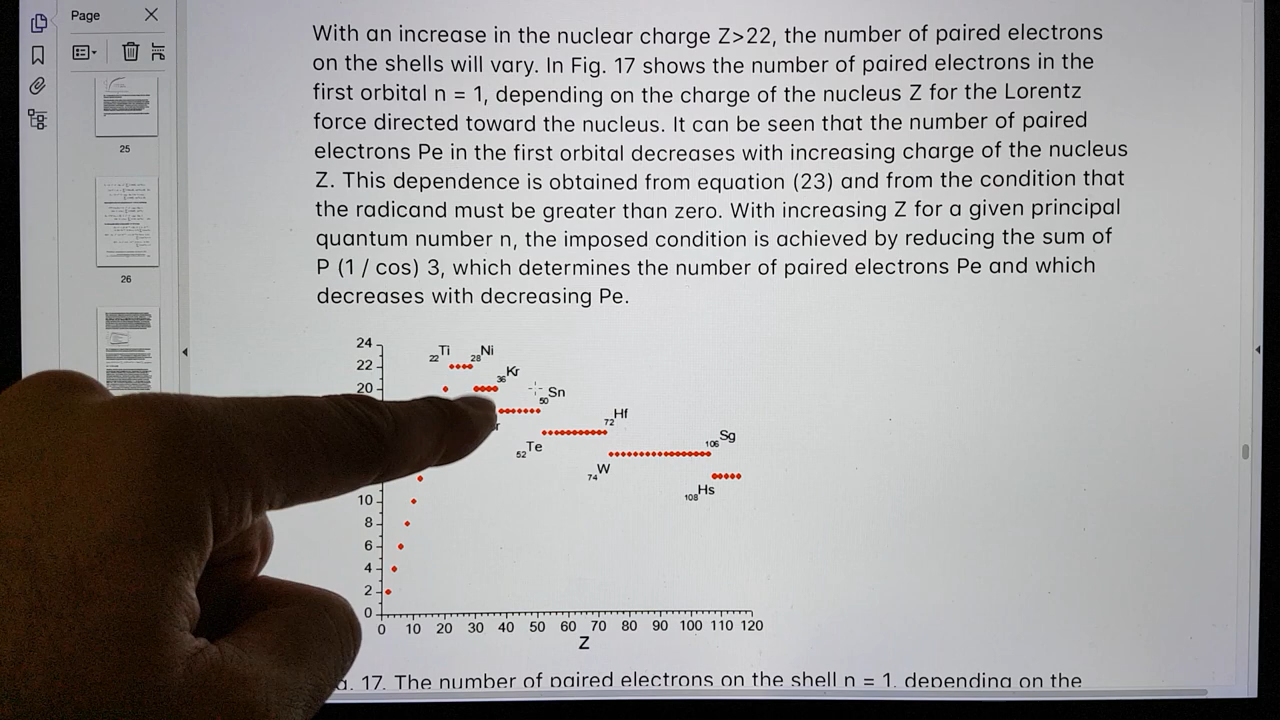 Page
25
26
With an increase in the nuclear charge Z>22, the number of paired electrons
on the shells will vary. In Fig. 17 shows the number of paired electrons in the
first orbital n = 1, depending on the charge of the nucleus Z for the Lorentz
force directed toward the nucleus. It can be seen that the number of paired
electrons Pe in the first orbital decreases with increasing charge of the nucleus
Z. This dependence is obtained from equation (23) and from the condition that
the radicand must be greater than zero. With increasing Z for a given principal
quantum number n, the imposed condition is achieved by reducing the sum of
P (1 / cos) 3, which determines the number of paired electrons Pe and which
decreases with decreasing Pe.
24
22
20
10
8
6
4
2
0
22Ti
28Ni
36Kr
50Sn
52Te
72Hf
74W
106Sg
108Hs
0 10 20 30 40 50 60 70 80 90 100 110 120
Z
17. The number of paired electrons on the shell n = 1, depending on the